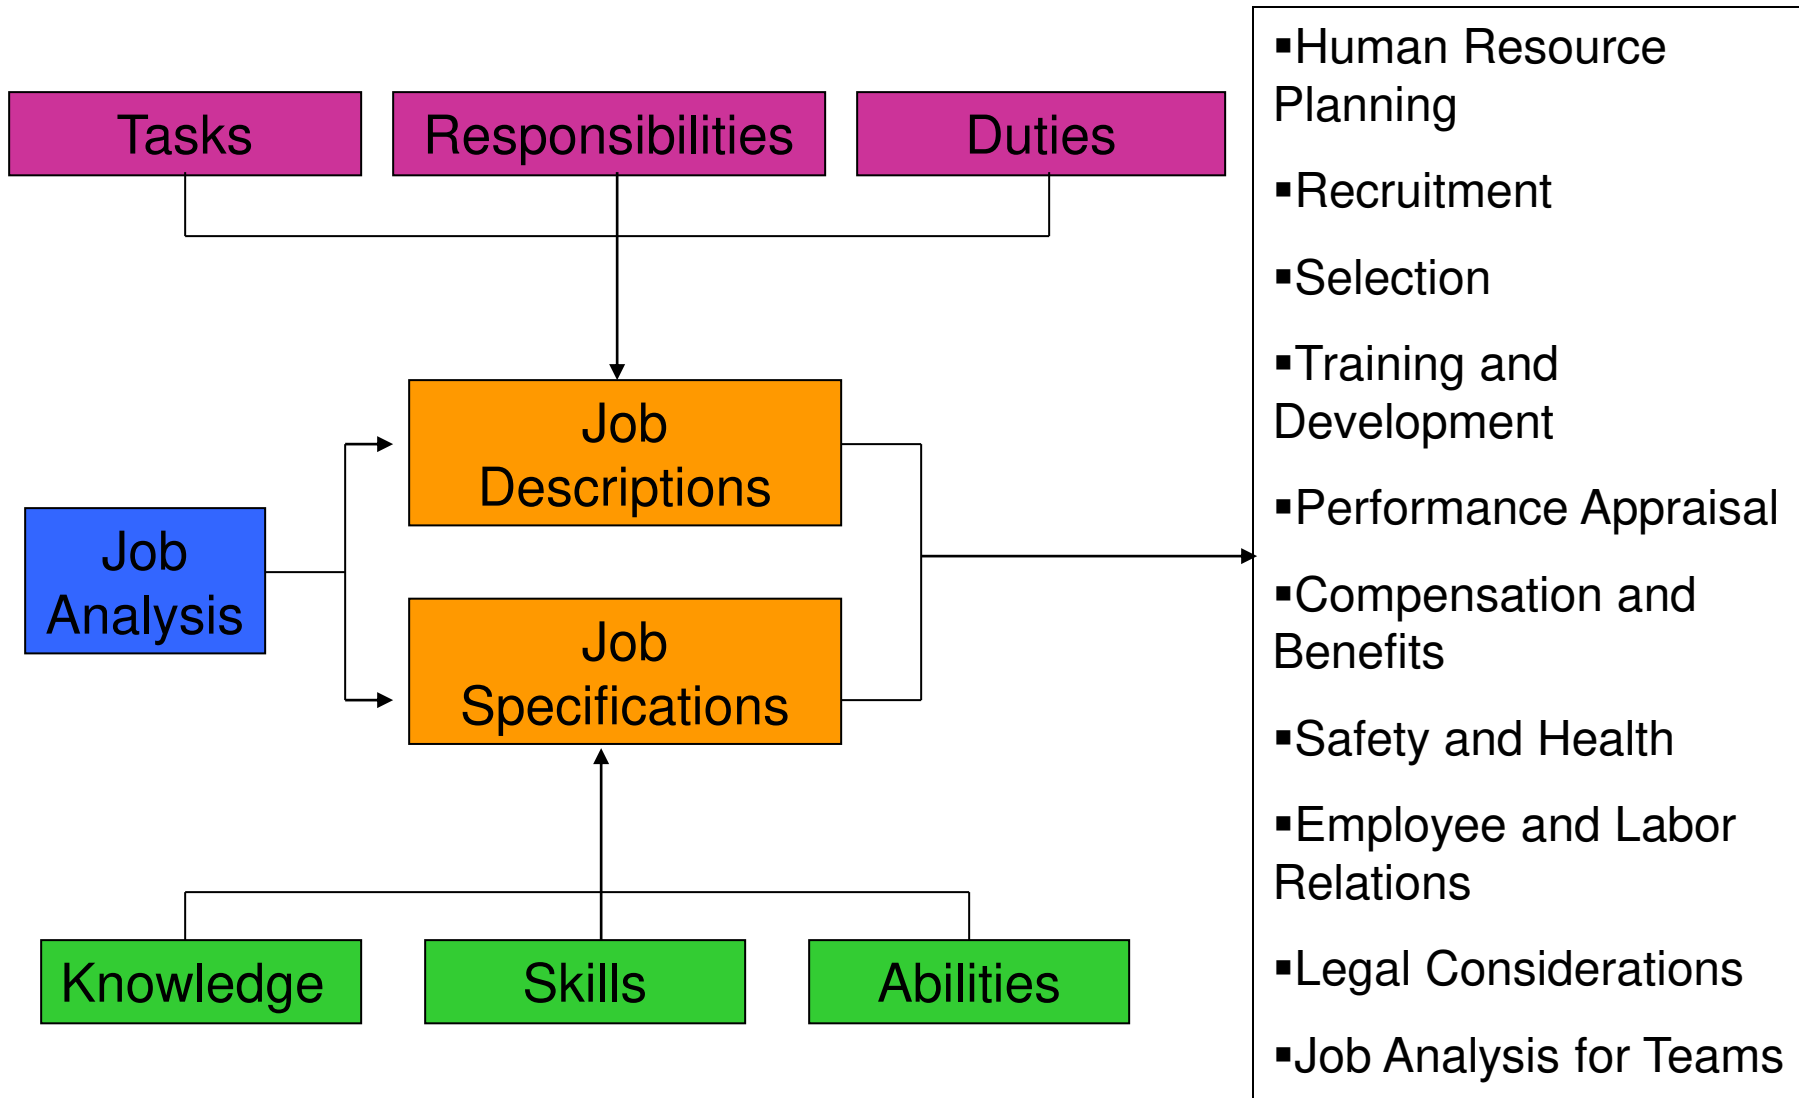 Tasks
Responsibilities
Duties
Job
Descriptions
Job
Analysis
Job
Specifications
Knowledge
Skills
Abilities
▪Human Resource
Planning
▪Recruitment
▪Selection
▪Training and
Development
▪Performance Appraisal
▪Compensation and
Benefits
▪Safety and Health
▪Employee and Labor
Relations
▪Legal Considerations
▪Job Analysis for Teams